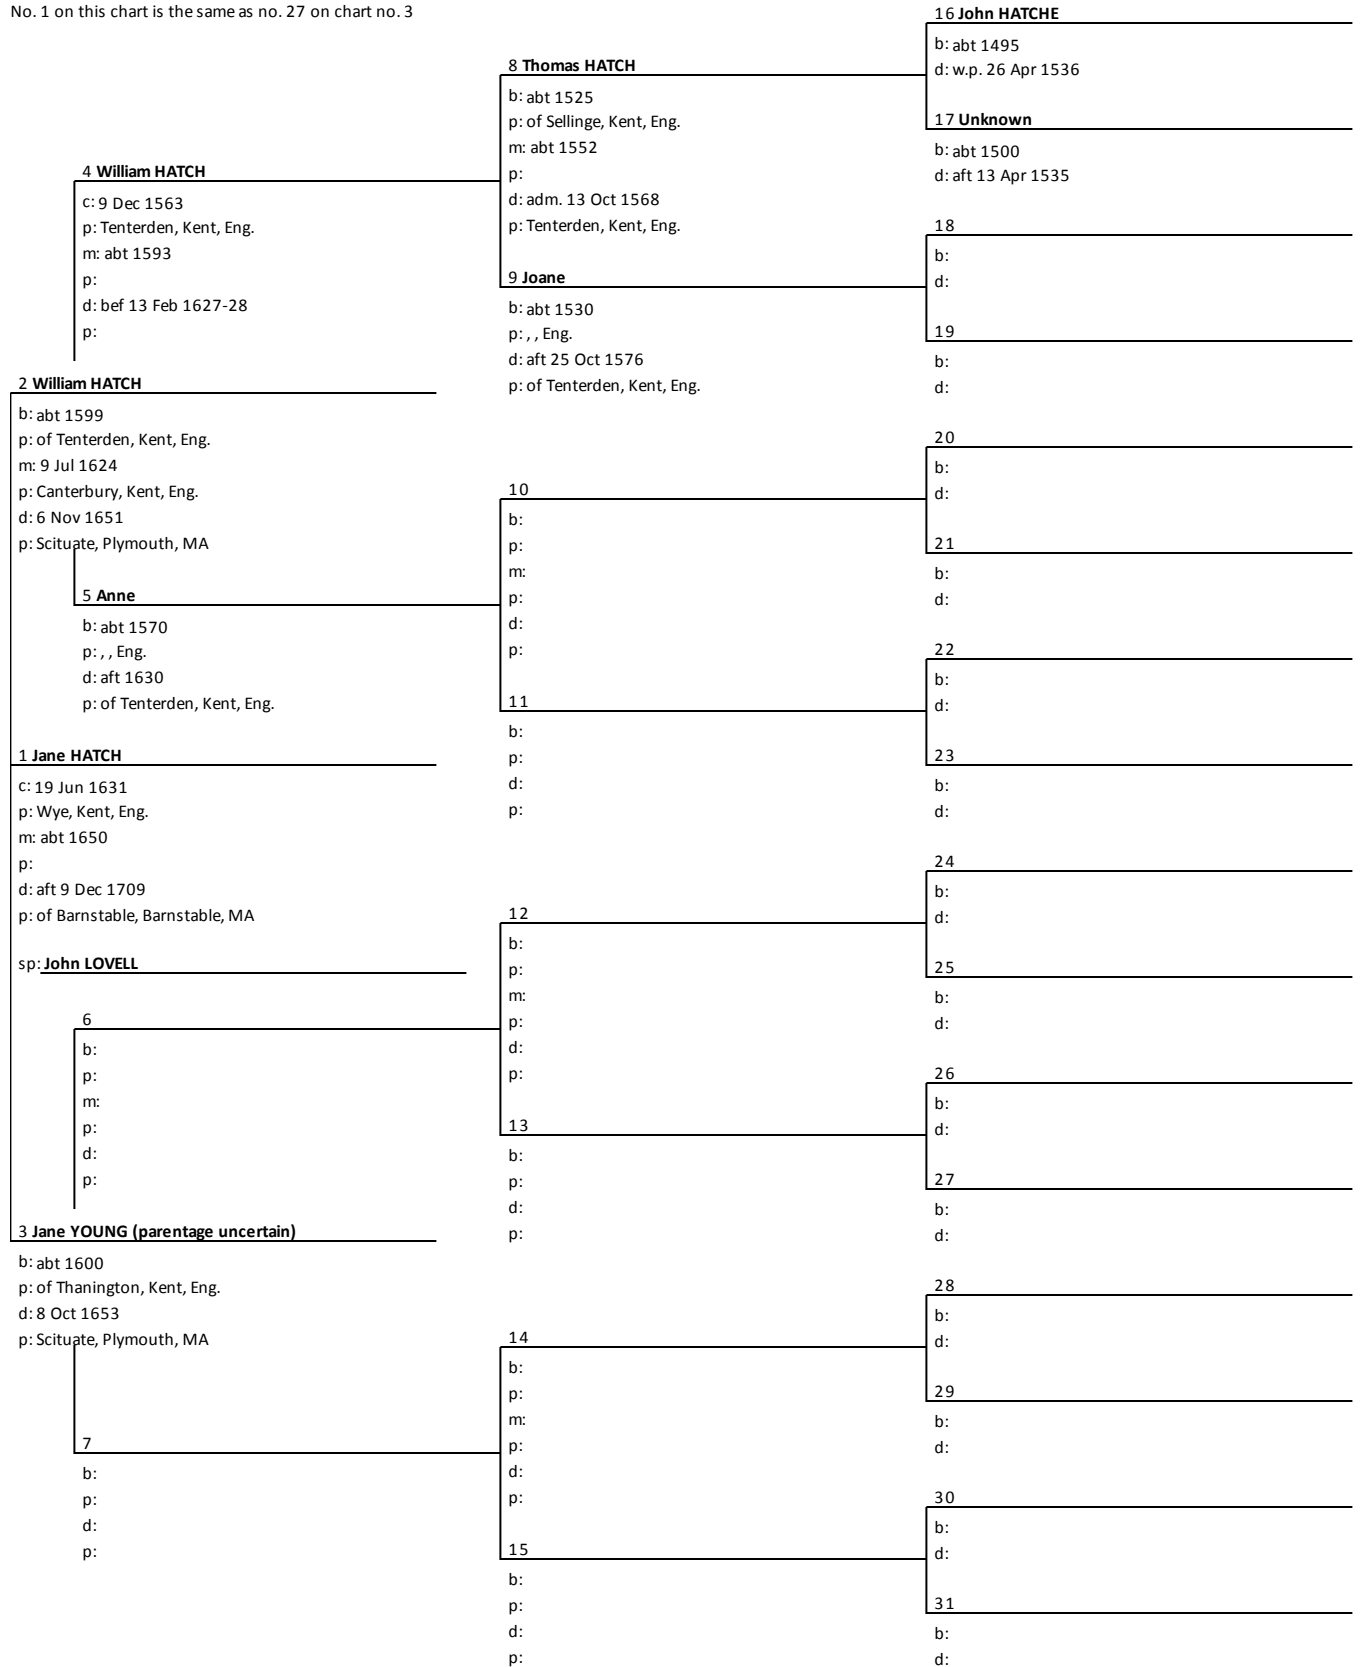 No. 1 on this chart is the same as no. 27 on chart no. 3
16 John HATCHE
b: abt 1495
d: w.p. 26 Apr 1536
8 Thomas HATCH
b: abt 1525
p: of Sellinge, Kent, Eng.
m: abt 1552
p:
d: adm. 13 Oct 1568
p: Tenterden, Kent, Eng.
17 Unknown
b: abt 1500
d: aft 13 Apr 1535
4 William HATCH
c: 9 Dec 1563
p: Tenterden, Kent, Eng.
m: abt 1593
p:
d: bef 13 Feb 1627-28
p:
18
b:
d:
9 Joane
b: abt 1530
p: , , Eng.
d: aft 25 Oct 1576
p: of Tenterden, Kent, Eng.
19
b:
d:
2 William HATCH
b: abt 1599
p: of Tenterden, Kent, Eng.
m: 9 Jul 1624
p: Canterbury, Kent, Eng.
d: 6 Nov 1651
p: Scituate, Plymouth, MA
20
b:
d:
10
b:
p:
m:
p:
d:
p:
21
b:
d:
5 Anne
b: abt 1570
p: , , Eng.
d: aft 1630
p: of Tenterden, Kent, Eng.
22
b:
d:
11
b:
p:
d:
p:
23
b:
d:
1 Jane HATCH
c: 19 Jun 1631
p: Wye, Kent, Eng.
m: abt 1650
p:
d: aft 9 Dec 1709
p: of Barnstable, Barnstable, MA
sp: John LOVELL
24
b:
d:
12
b:
p:
m:
p:
d:
p:
25
b:
d:
6
b:
p:
m:
p:
d:
p:
26
b:
d:
13
b:
p:
d:
p:
27
b:
d:
3 Jane YOUNG (parentage uncertain)
b: abt 1600
p: of Thanington, Kent, Eng.
d: 8 Oct 1653
p: Scituate, Plymouth, MA
28
b:
d:
14
b:
p:
m:
p:
d:
p:
29
b:
d:
7
b:
p:
d:
p:
30
b:
d:
15
b:
p:
d:
p:
31
b:
d: